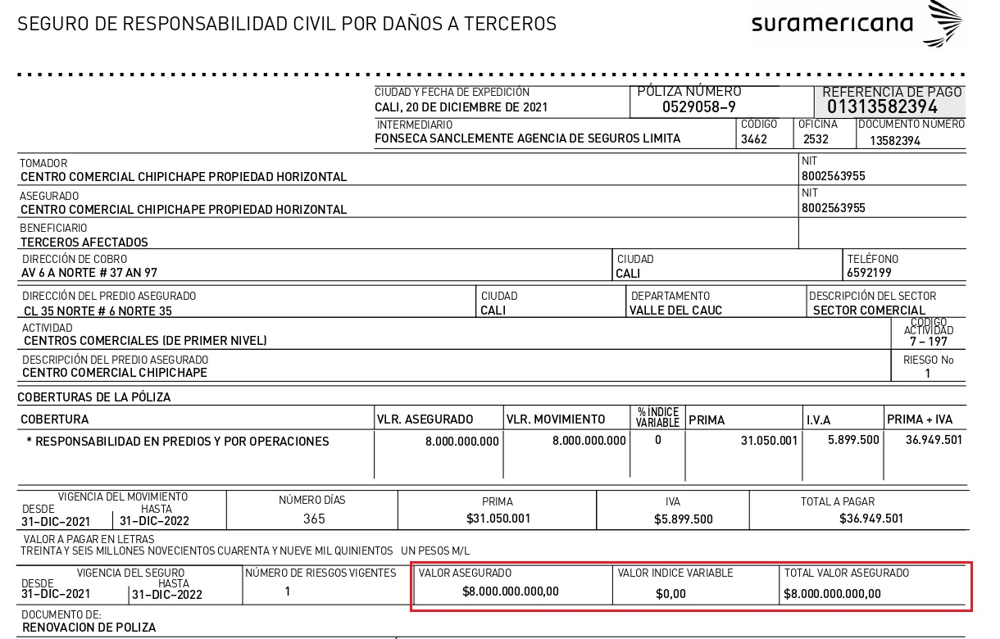 SEGURO DE RESPONSABILIDAD CIVIL POR DAÑOS A TERCEROS
suramericana
CIUDAD Y FECHA DE EXPEDICIÓN
CALI, 20 DE DICIEMBRE DE 2021
PÓLIZA NÚMERO
0529058–9
REFERENCIA DE PAGO
01313582394
INTERMEDIARIO
FONSECA SANCLEMENTE AGENCIA DE SEGUROS LIMITA
CÓDIGO
3462
OFICINA
2532
DOCUMENTO NÚMERO
13582394
TOMADOR
CENTRO COMERCIAL CHIPICHAPE PROPIEDAD HORIZONTAL
NIT
8002563955
ASEGURADO
CENTRO COMERCIAL CHIPICHAPE PROPIEDAD HORIZONTAL
NIT
8002563955
BENEFICIARIO
TERCEROS AFECTADOS
DIRECCIÓN DE COBRO
AV 6 A NORTE # 37 AN 97
CIUDAD
CALI
TELÉFONO
6592199
DIRECCIÓN DEL PREDIO ASEGURADO
CL 35 NORTE # 6 NORTE 35
CIUDAD
CALI
DEPARTAMENTO
VALLE DEL CAUC
DESCRIPCIÓN DEL SECTOR
SECTOR COMERCIAL
ACTIVIDAD
CENTROS COMERCIALES (DE PRIMER NIVEL)
CÓDIGO
ACTIVIDAD
7 – 197
DESCRIPCIÓN DEL PREDIO ASEGURADO
CENTRO COMERCIAL CHIPICHAPE
RIESGO No
1
COBERTURAS DE LA PÓLIZA
COBERTURA VLR. ASEGURADO VLR. MOVIMIENTO % ÍNDICE VARIABLE PRIMA I.V.A PRIMA + IVA
* RESPONSABILIDAD EN PREDIOS Y POR OPERACIONES 8.000.000.000 8.000.000.000 0 31.050.001 5.899.500 36.949.501
VIGENCIA DEL MOVIMIENTO
DESDE HASTA
31–DIC–2021 31–DIC–2022
NÚMERO DÍAS
365
PRIMA
$31.050.001
IVA
$5.899.500
TOTAL A PAGAR
$36.949.501
VALOR A PAGAR EN LETRAS
TREINTA Y SEIS MILLONES NOVECIENTOS CUARENTA Y NUEVE MIL QUINIENTOS UN PESOS M/L
VIGENCIA DEL SEGURO
DESDE HASTA
31–DIC–2021 31–DIC–2022
NÚMERO DE RIESGOS VIGENTES
1
VALOR ASEGURADO
$8.000.000.000,00
VALOR INDICE VARIABLE
$0,00
TOTAL VALOR ASEGURADO
$8.000.000.000,00
DOCUMENTO DE:
RENOVACION DE POLIZA